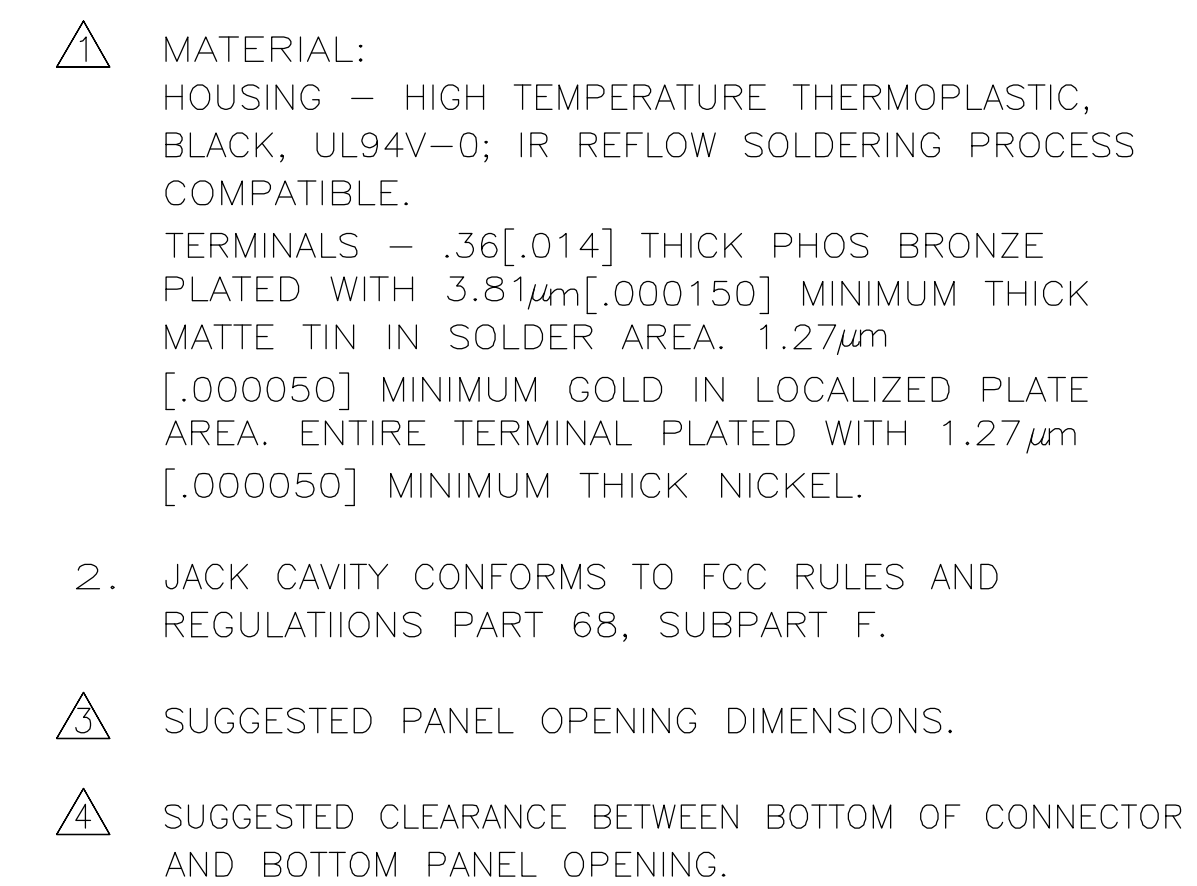 1 MATERIAL:
HOUSING – HIGH TEMPERATURE THERMOPLASTIC,
BLACK, UL94V–0; IR REFLOW SOLDERING PROCESS
COMPATIBLE.
TERMINALS – .36[.014] THICK PHOS BRONZE
PLATED WITH 3.81μm[.000150] MINIMUM THICK
MATTE TIN IN SOLDER AREA. 1.27μm
[.000050] MINIMUM GOLD IN LOCALIZED PLATE
AREA. ENTIRE TERMINAL PLATED WITH 1.27μm
[.000050] MINIMUM THICK NICKEL.
2. JACK CAVITY CONFORMS TO FCC RULES AND
REGULATIIONS PART 68, SUBPART F.
3 SUGGESTED PANEL OPENING DIMENSIONS.
4 SUGGESTED CLEARANCE BETWEEN BOTTOM OF CONNECTOR
AND BOTTOM PANEL OPENING.